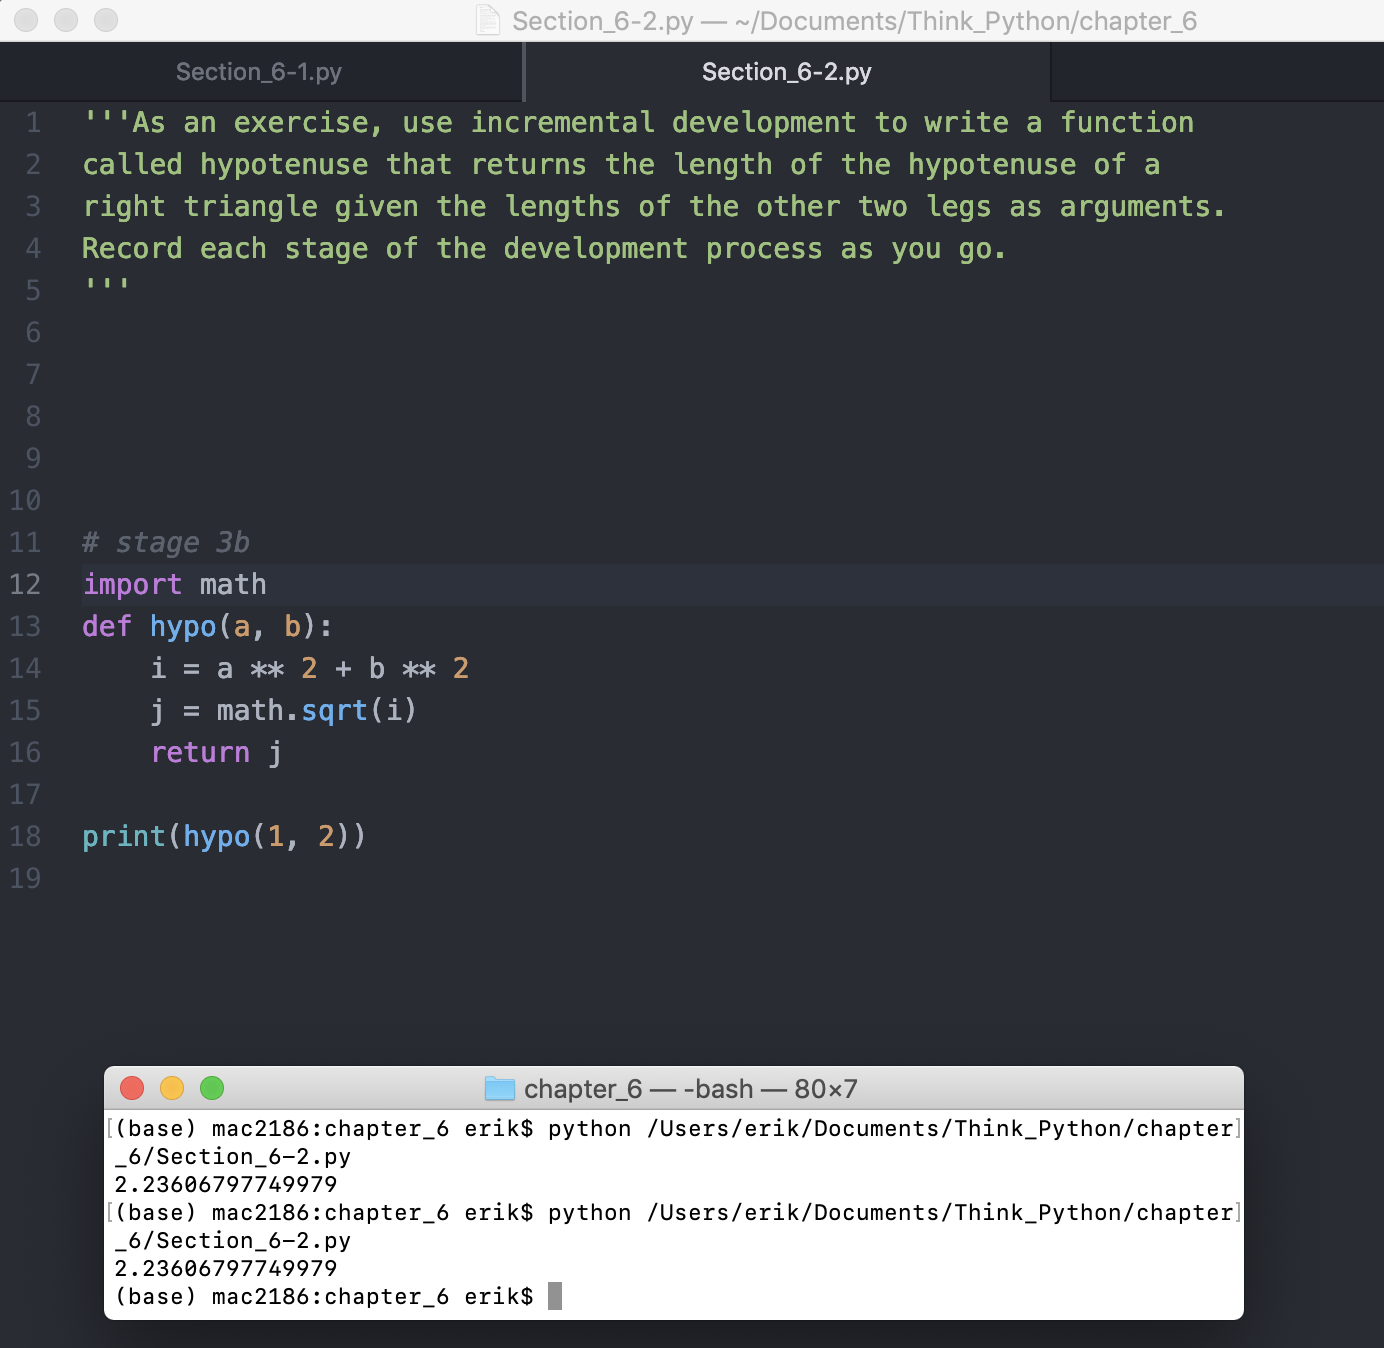 Section_6-2.py — ~/Documents/Think_Python/chapter_6
Section_6-1.py
Section_6-2.py
1 '''As an exercise, use incremental development to write a function
2 called hypotenuse that returns the length of the hypotenuse of a
3 right triangle given the lengths of the other two legs as arguments.
4 Record each stage of the development process as you go.
5 '''
6
7
8
9
10
11 # stage 3b
12 import math
13 def hypo(a, b):
14     i = a ** 2 + b ** 2
15     j = math.sqrt(i)
16     return j
17
18 print(hypo(1, 2))
19
chapter_6 — -bash — 80×7
[(base) mac2186:chapter_6 erik$ python /Users/erik/Documents/Think_Python/chapter]
_6/Section_6-2.py
2.23606797749979
[(base) mac2186:chapter_6 erik$ python /Users/erik/Documents/Think_Python/chapter]
_6/Section_6-2.py
2.23606797749979
(base) mac2186:chapter_6 erik$